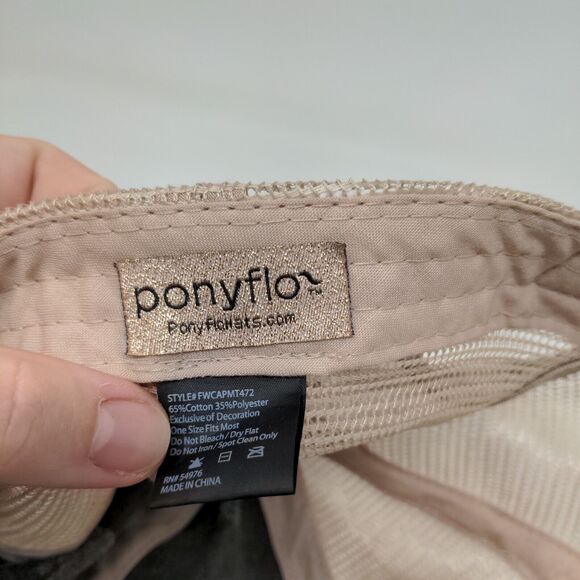 ponyflo™
PonyfloHats.com
STYLE# FWCAPMT472
65%Cotton 35%Polyester
Exclusive of Decoration
One Size Fits Most
Do Not Bleach / Dry Flat
Do Not Iron / Spot Clean Only
RN# 54976
MADE IN CHINA